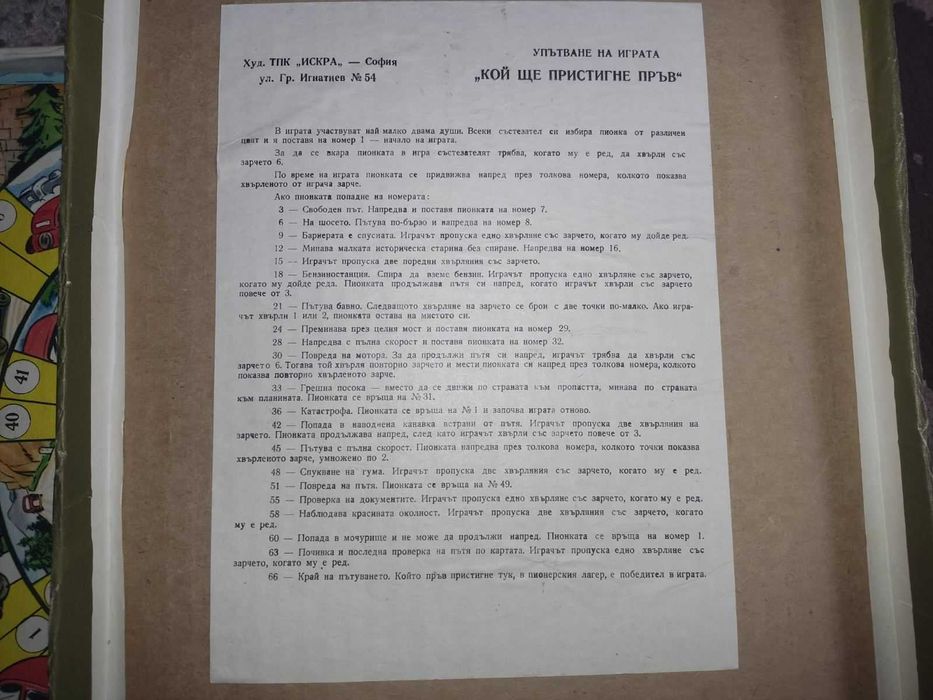 Худ. ТПК „ИСКРА„ — София
ул. Гр. Игнатиев № 54
УПЪТВАНЕ НА ИГРАТА
„КОЙ ЩЕ ПРИСТИГНЕ ПРЪВ“
В играта участвуват най малко двама души. Всеки състезател си избира пионка от различен
цвят и я поставя на номер 1 — начало на играта.
За да се вкара пионката в игра състезателят трябва, когато му е ред, да хвърли със
зарчето 6.
По време на играта пионката се придвижва напред през толкова номера, колкото показва
хвърленото от играча зарче.
Ако пионката попадне на номерата:
3 — Свободен път. Напредва и поставя пионката на номер 7.
6 — На шосето. Пътува по-бързо и напредва на номер 8.
9 — Бариерата е спусната. Играчът пропуска едно хвърляне със зарчето, когато му дойде ред.
12 — Минава малката историческа старина без спиране. Напредва на номер 16.
15 — Играчът пропуска две поредни хвърляния със зарчето.
18 — Бензиностанция. Спира да вземе бензин. Играчът пропуска едно хвърляне със зарчето,
когато му дойде реда. Пионката продължава пътя си напред, когато играчът хвърли зарчето
повече от 3.
21 — Пътува бавно. Следващото хвърляне на зарчето се брои с две точки по-малко. Ако игра-
чът хвърли 1 или 2, пионката остава на мястото си.
24 — Преминава през целия мост и поставя пионката на номер 29.
28 — Напредва с пълна скорост и поставя пионката на номер 32.
30 — Повреда на мотора. За да продължи пътя си напред, играчът трябва да хвърли със
зарчето 6. Тогава той хвърля повторно зарчето и мести пионката си напред през толкова номера, колкото
показва повторно хвърленото зарче.
33 — Грешна посока — вместо да се движи по страната към пропастта, минава по страната
към планината. Пионката се връща на № 31.
36 — Катастрофа. Пионката се връща на № 1 и започва играта отново.
42 — Попада в наводнена канавка встрани от пътя. Играчът пропуска две хвърляния на
зарчето. Пионката продължава напред, след като играчът хвърли със зарчето повече от 3.
45 — Пътува с пълна скорост. Пионката напредва през толкова номера, колкото точки показва
хвърленото зарче, умножено по 2.
48 — Спукване на гума. Играчът пропуска две хвърляния със зарчето, когато му е ред.
51 — Повреда на пътя. Пионката се връща на № 49.
55 — Проверка на документите. Играчът пропуска едно хвърляне със зарчето, когато му е ред.
58 — Наблюдава красивата околност. Играчът пропуска две хвърляния със зарчето, когато
му е ред.
60 — Попада в мочурище и не може да продължи напред. Пионката се връща на номер 1.
63 — Почивка и последна проверка на пътя по картата. Играчът пропуска едно хвърляне със
зарчето, когато му е ред.
66 — Край на пътуването. Който пръв пристигне тук, в пионерския лагер, е победител в играта.
41
40
1